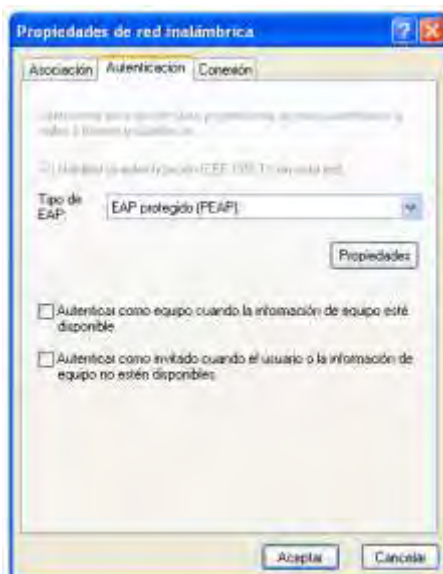 Propiedades de red inalámbrica
Asociación Autenticación Conexión
Tipo de
EAP:
EAP protegido (PEAP)
Propiedades
Autenticar como equipo cuando la información de equipo esté
disponible
Autenticar como invitado cuando el usuario o la información de
equipo no estén disponibles
Aceptar Cancelar